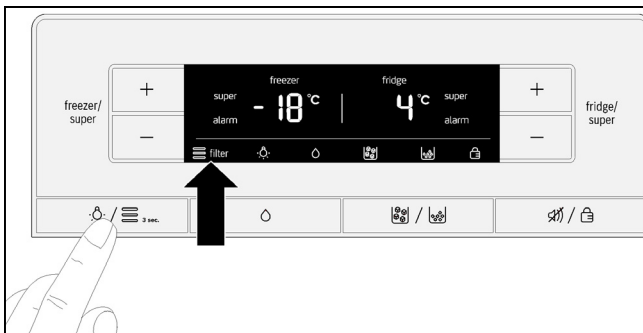 freezer/
super
+
−
freezer
super
alarm
- 18 °C
fridge
4 °C
super
alarm
filter
+
−
fridge/
super
/ 3 sec.
/
/